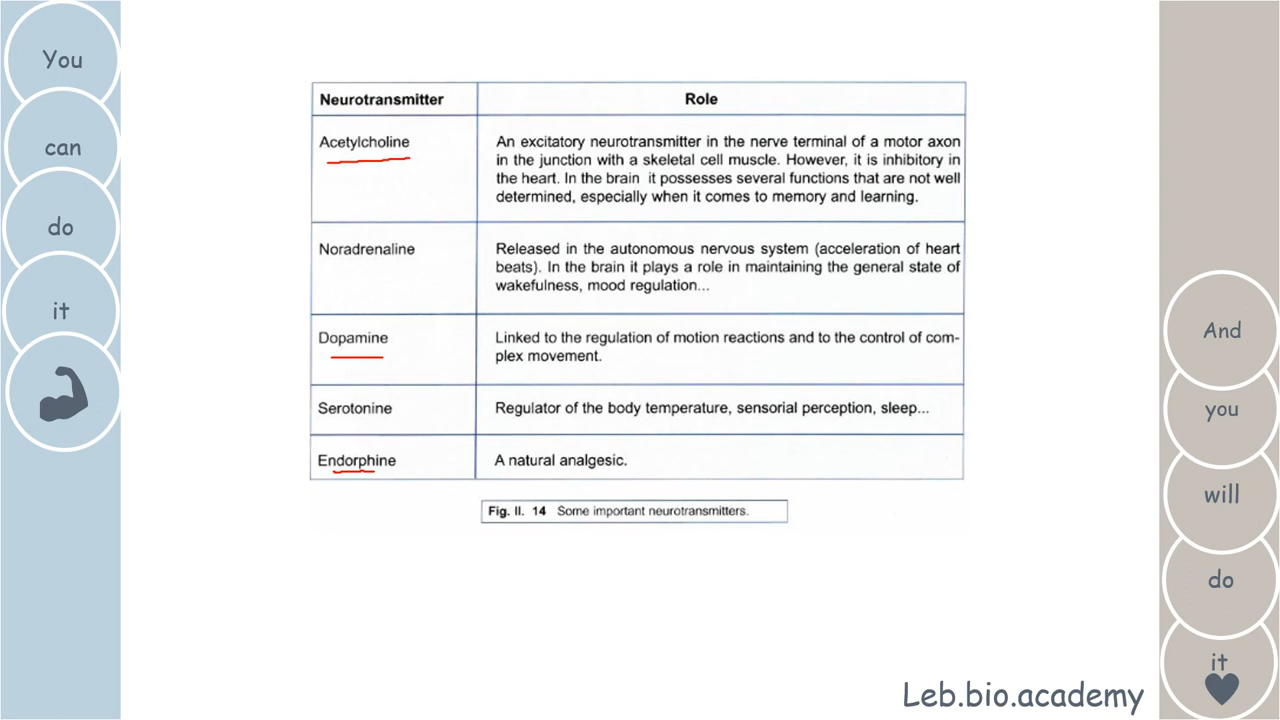 You
can
do
it
Neurotransmitter Role
Acetylcholine An excitatory neurotransmitter in the nerve terminal of a motor axon
in the junction with a skeletal cell muscle. However, it is inhibitory in
the heart. In the brain it possesses several functions that are not well
determined, especially when it comes to memory and learning.
Noradrenaline Released in the autonomous nervous system (acceleration of heart
beats). In the brain it plays a role in maintaining the general state of
wakefulness, mood regulation...
Dopamine Linked to the regulation of motion reactions and to the control of com-
plex movement.
Serotonine Regulator of the body temperature, sensorial perception, sleep...
Endorphine A natural analgesic.
Fig. II. 14 Some important neurotransmitters.
And
you
will
do
it
Leb.bio.academy